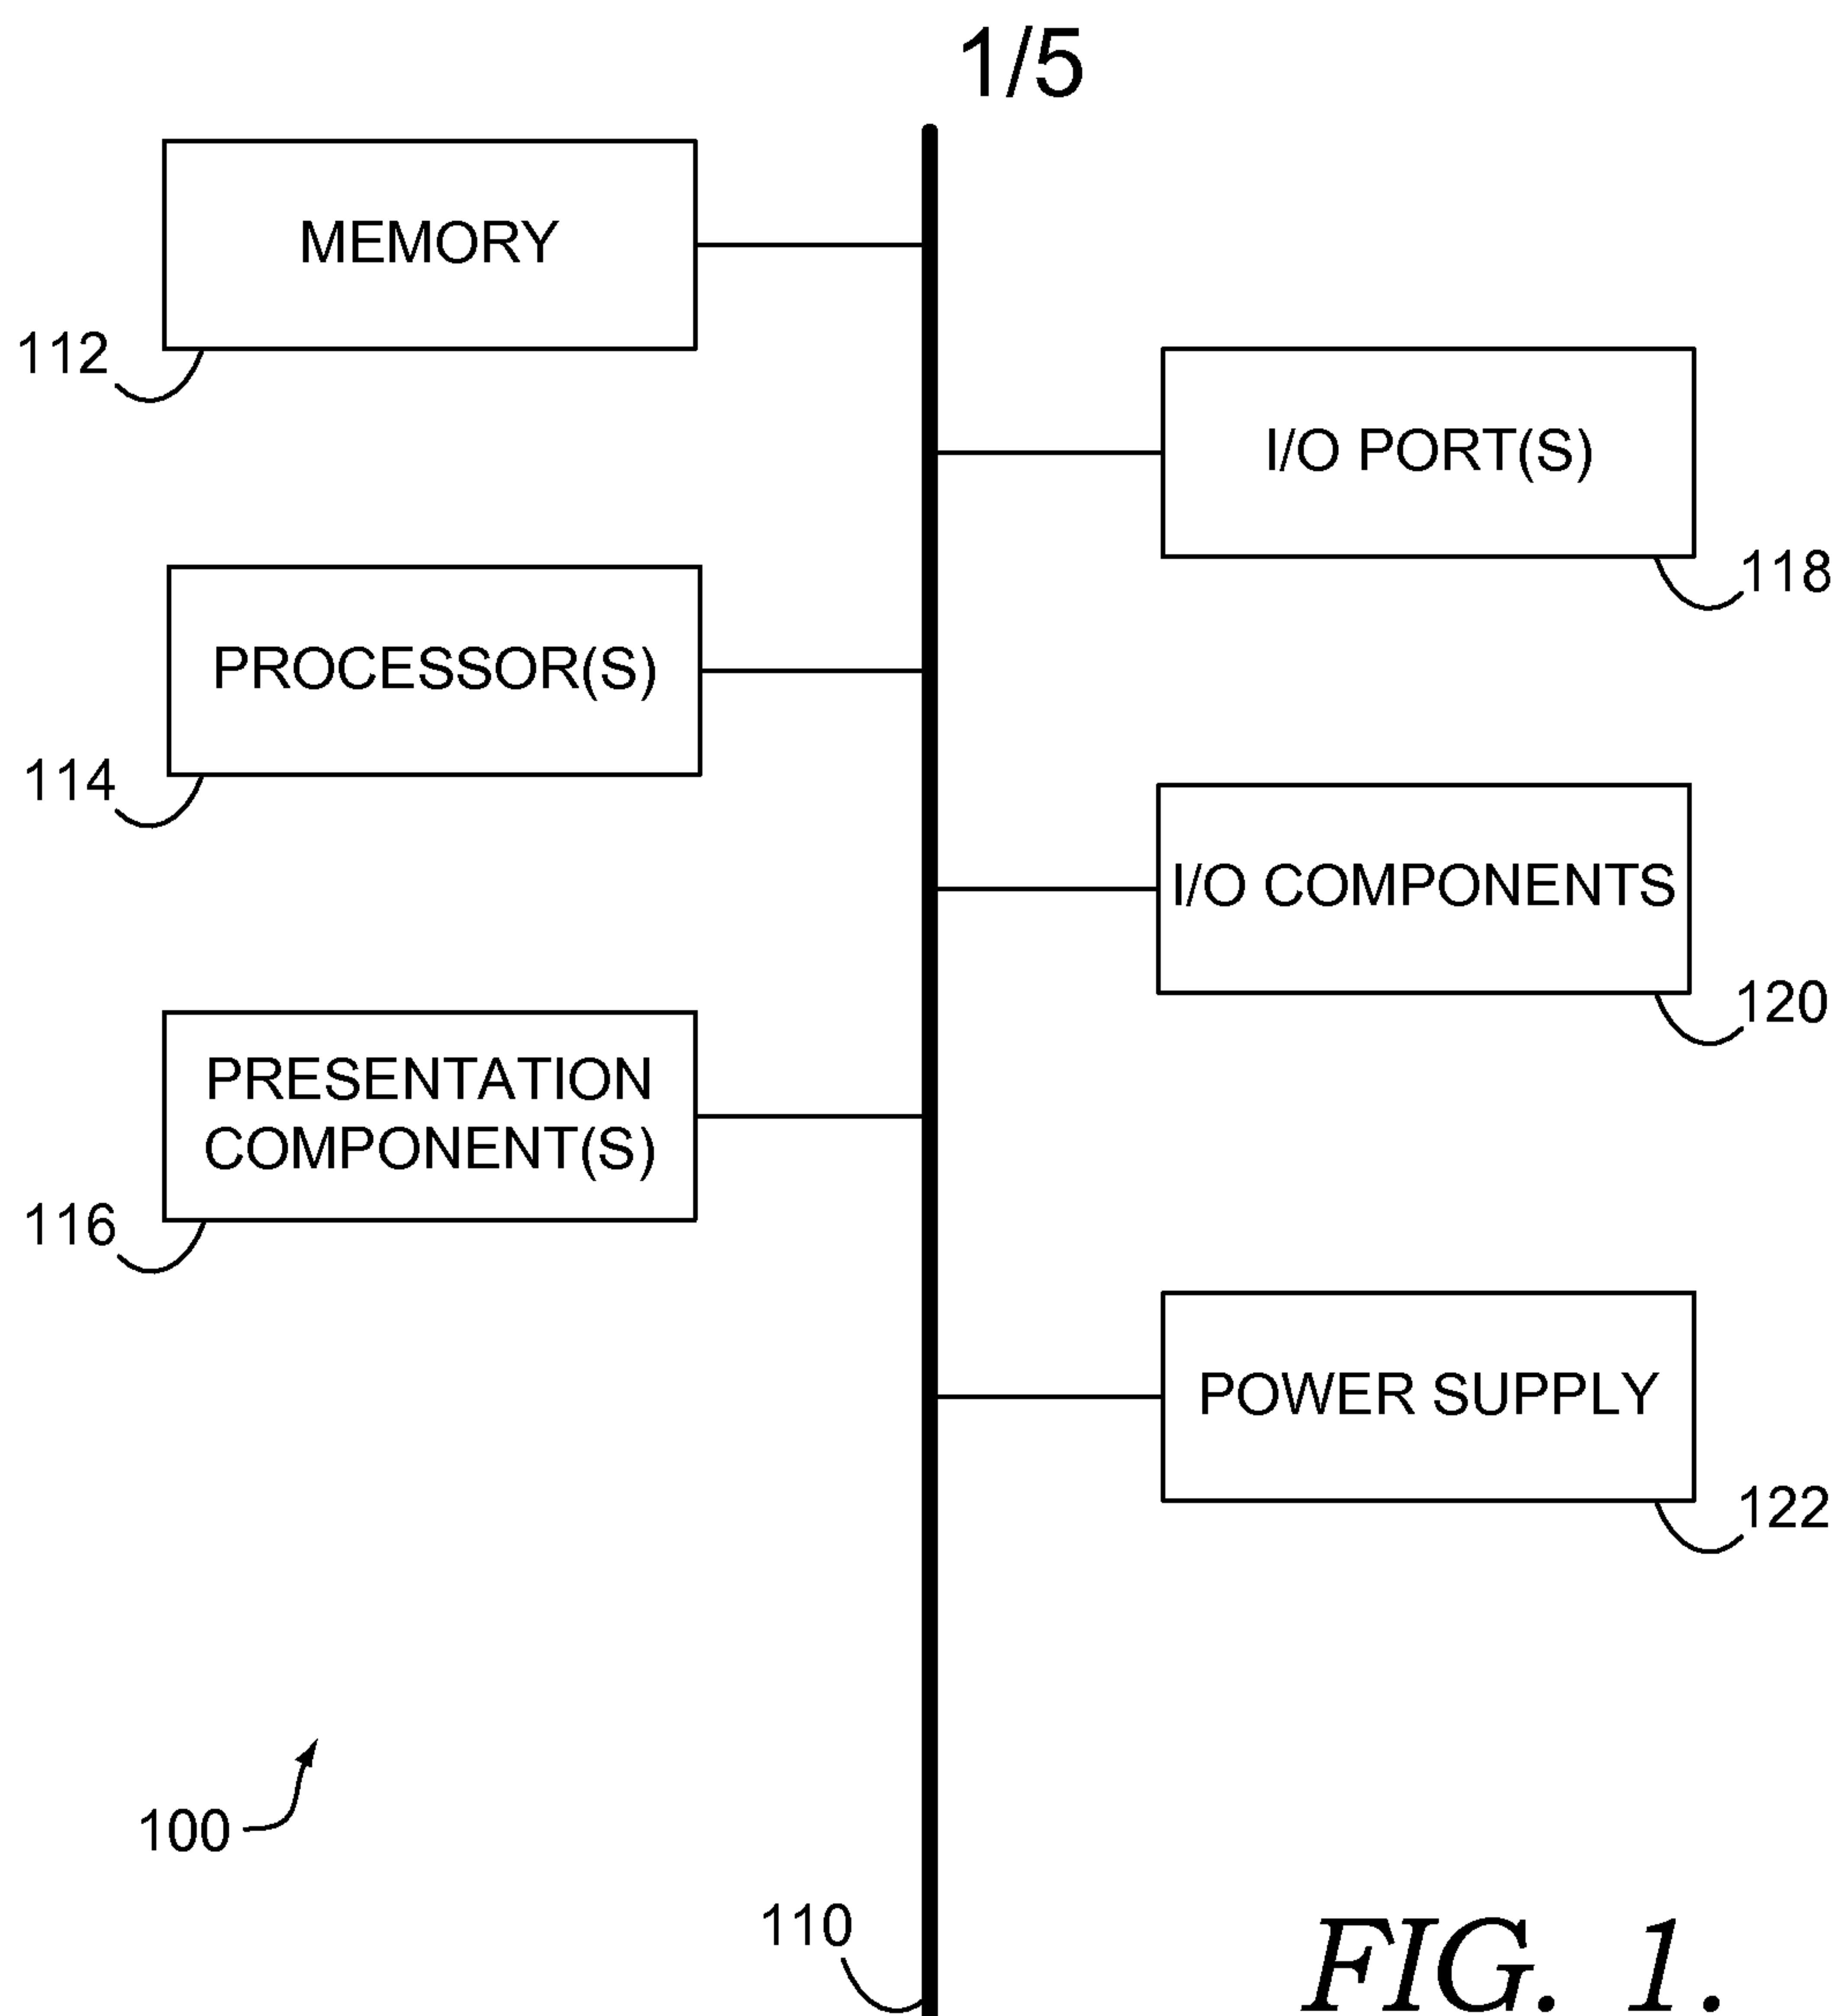 1/5
MEMORY
112
I/O PORT(S)
118
PROCESSOR(S)
114
I/O COMPONENTS
120
PRESENTATION
COMPONENT(S)
116
POWER SUPPLY
122
100
110
FIG. 1.